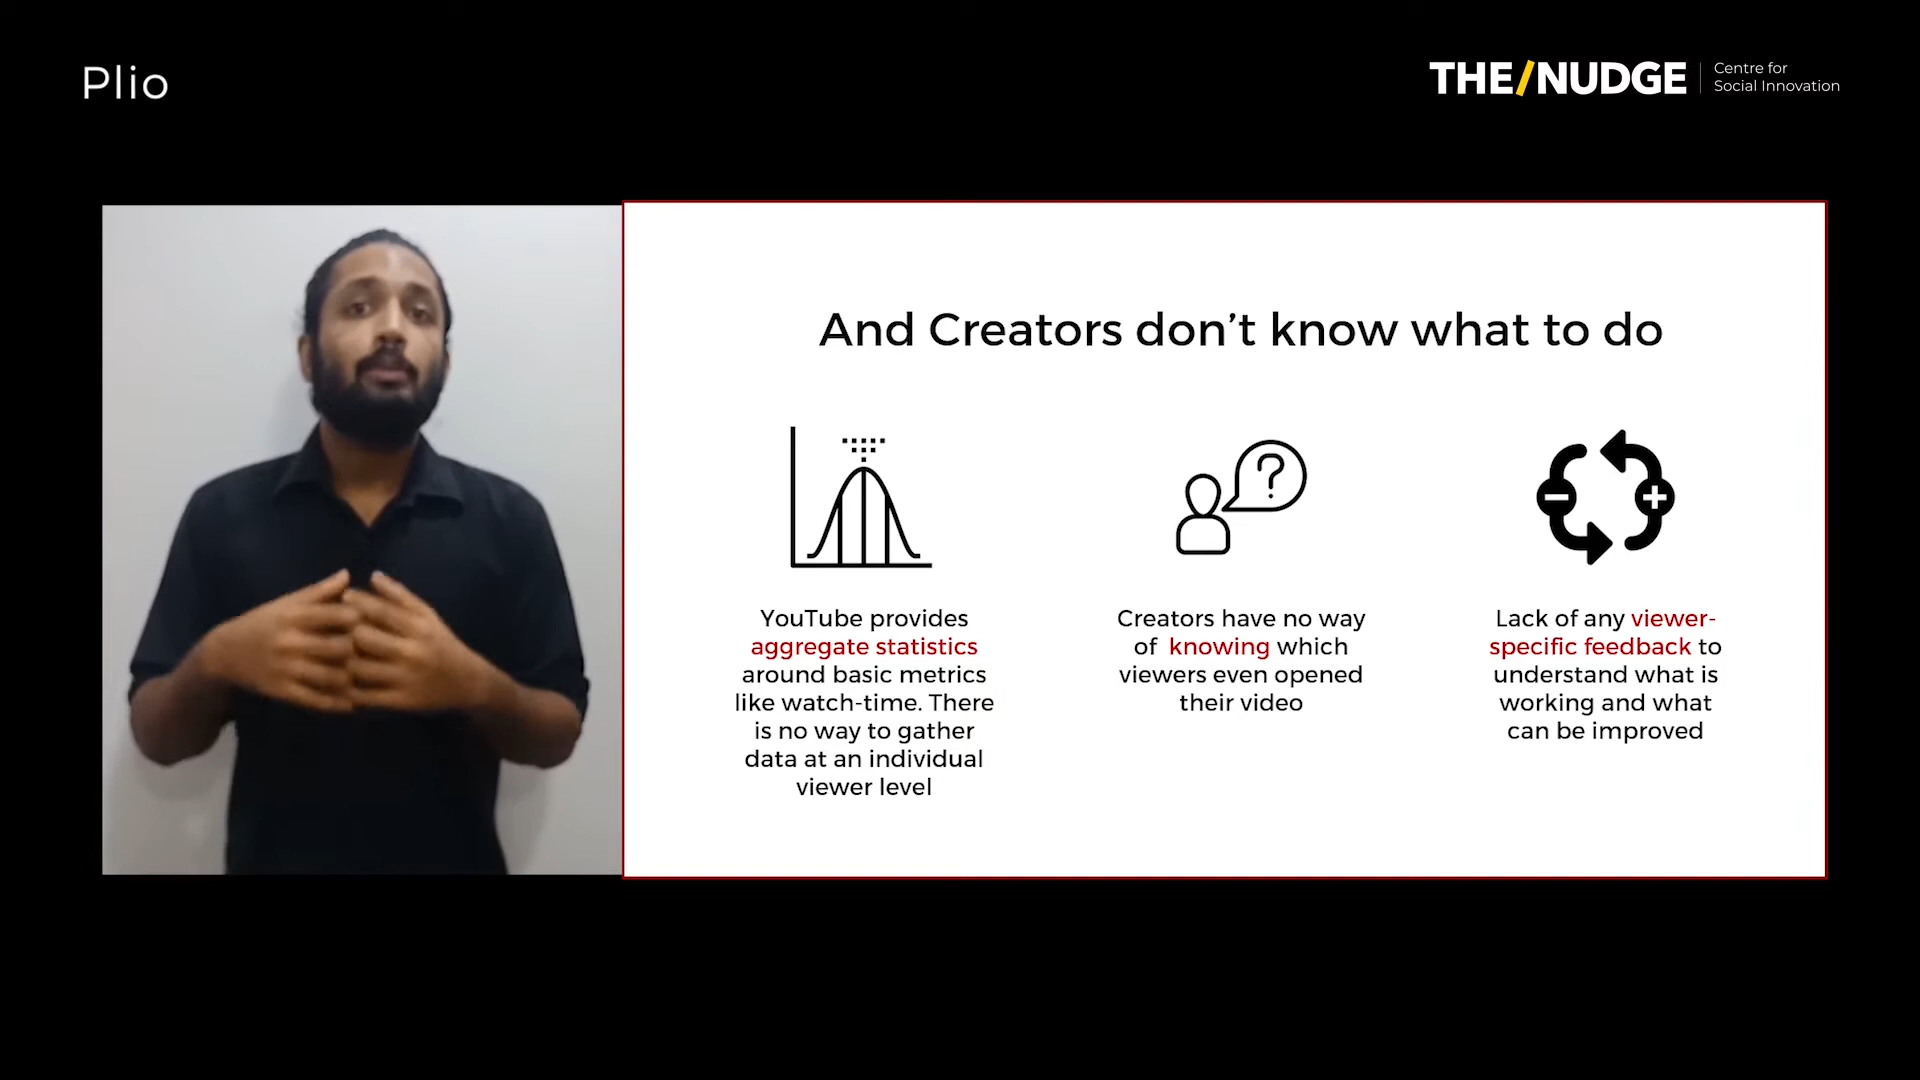 Plio
THE/NUDGE
Centre for
Social Innovation
And Creators don’t know what to do
?
YouTube provides
aggregate statistics
around basic metrics
like watch-time. There
is no way to gather
data at an individual
viewer level
Creators have no way
of knowing which
viewers even opened
their video
Lack of any viewer-
specific feedback to
understand what is
working and what
can be improved